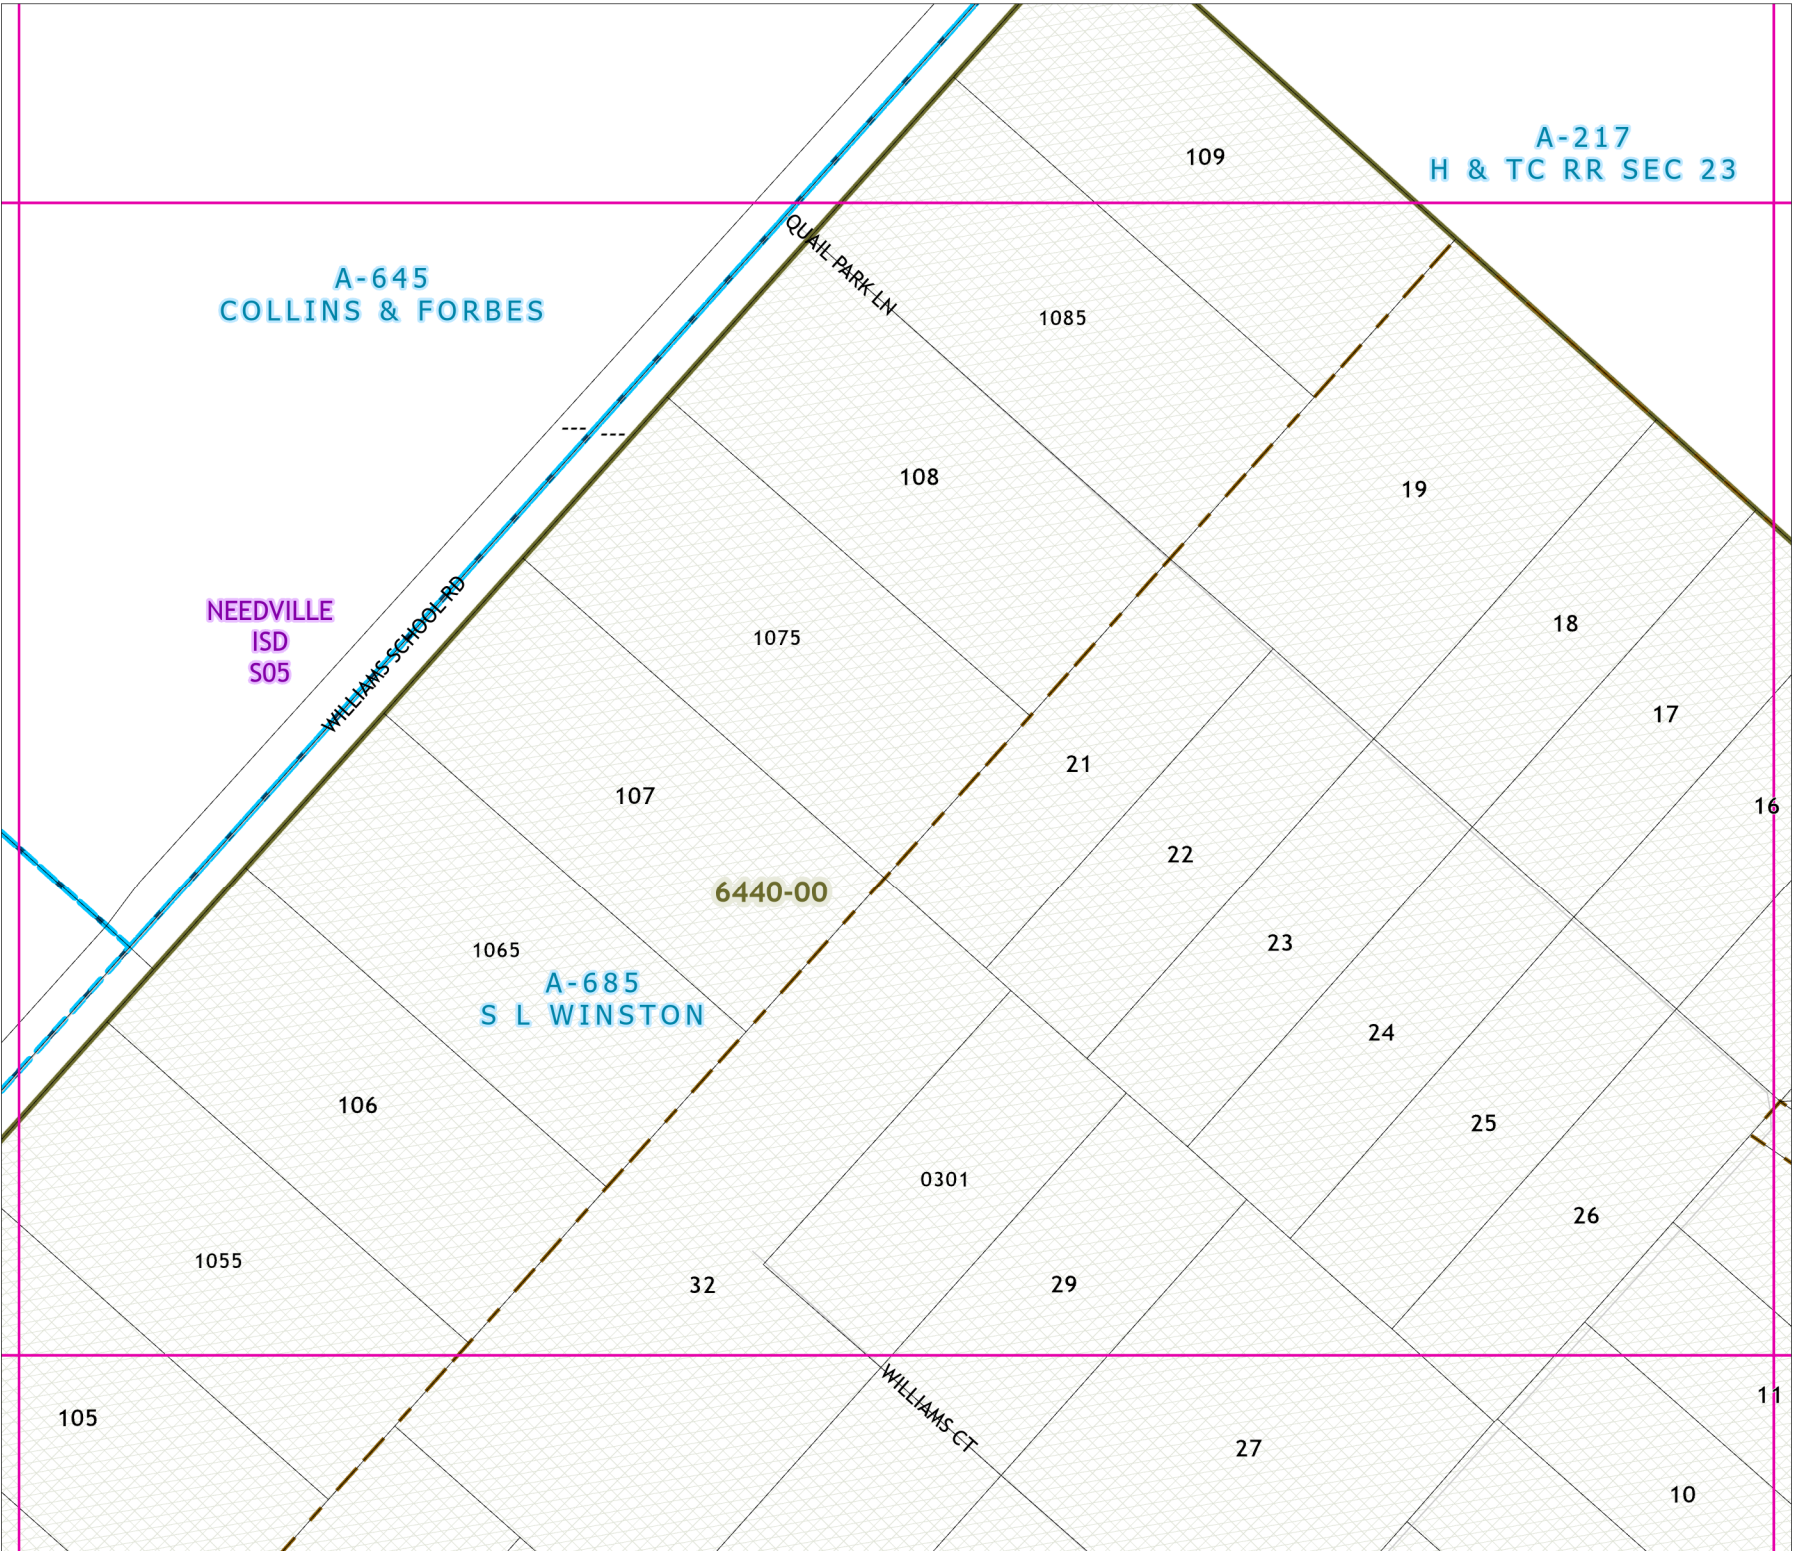 109
A-217
H & TC RR SEC 23
QUAIL PARK LN
A-645
COLLINS & FORBES
1085
108
19
NEEDVILLE
ISD
S05
WILLIAMS SCHOOL RD
1075
18
17
21
107
16
22
6440-00
23
1065
A-685
S L WINSTON
24
106
25
0301
26
1055
32
29
11
105
WILLIAMS CT
27
10